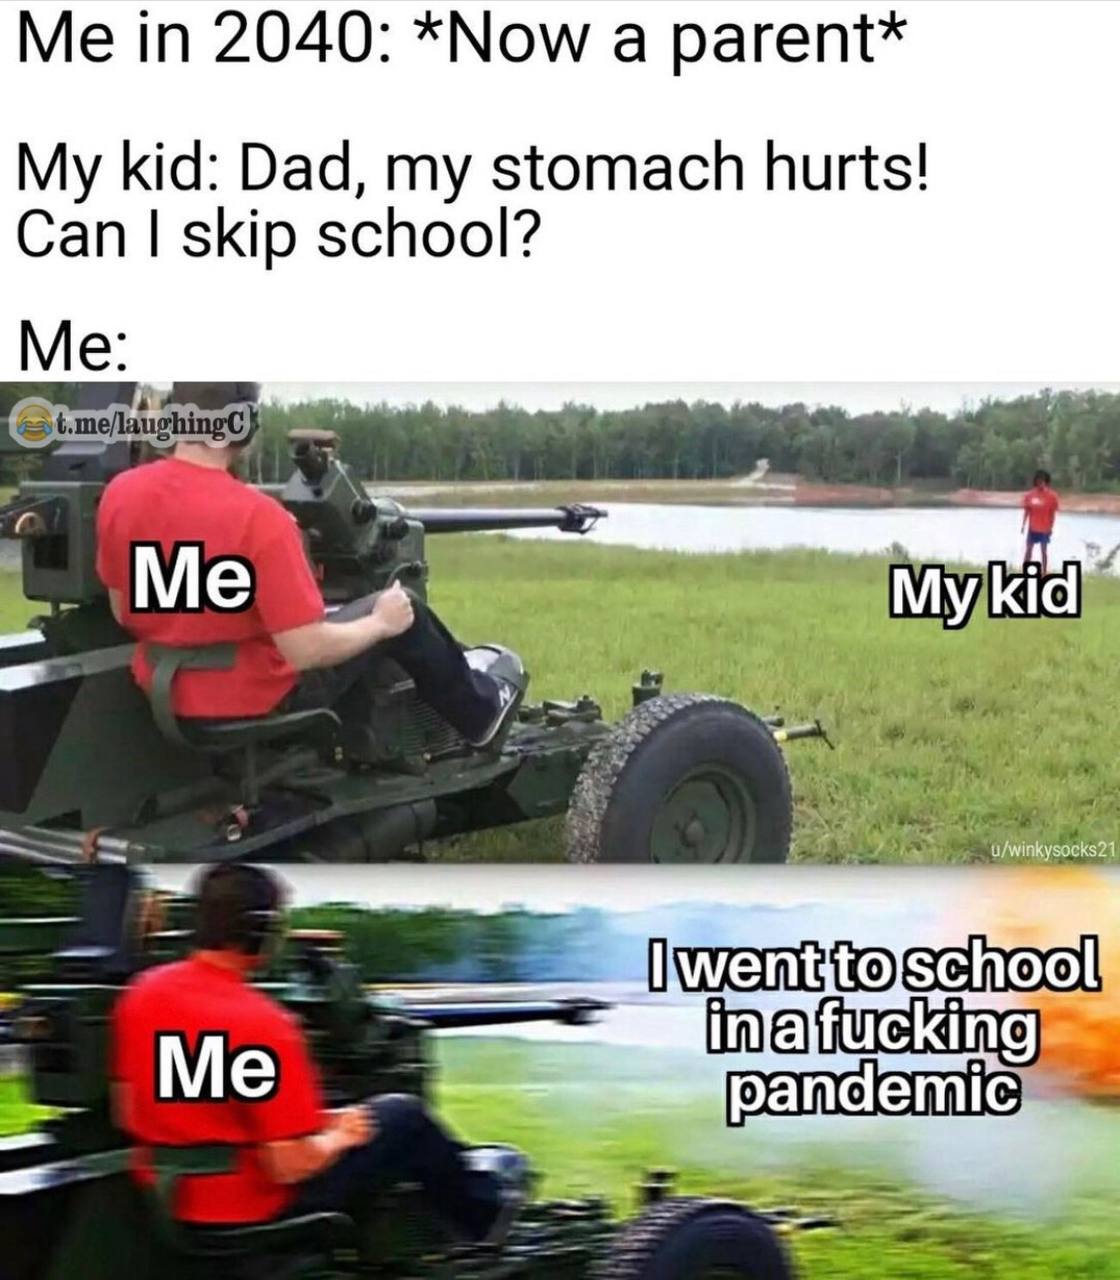 Me in 2040: *Now a parent*
My kid: Dad, my stomach hurts!
Can I skip school?
Me:
t.me/laughingC
Me
My kid
u/winkysocks21
I went to school
in a fucking
pandemic
Me